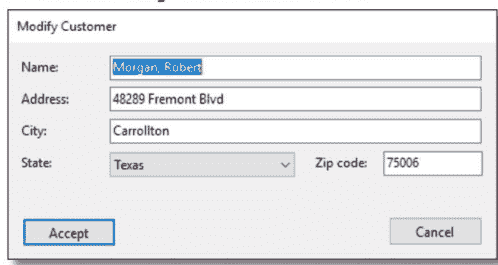 Modify Customer
Name: Morgan, Robert
Address: 48289 Fremont Blvd
City: Carrollton
State: Texas Zip code: 75006
Accept Cancel